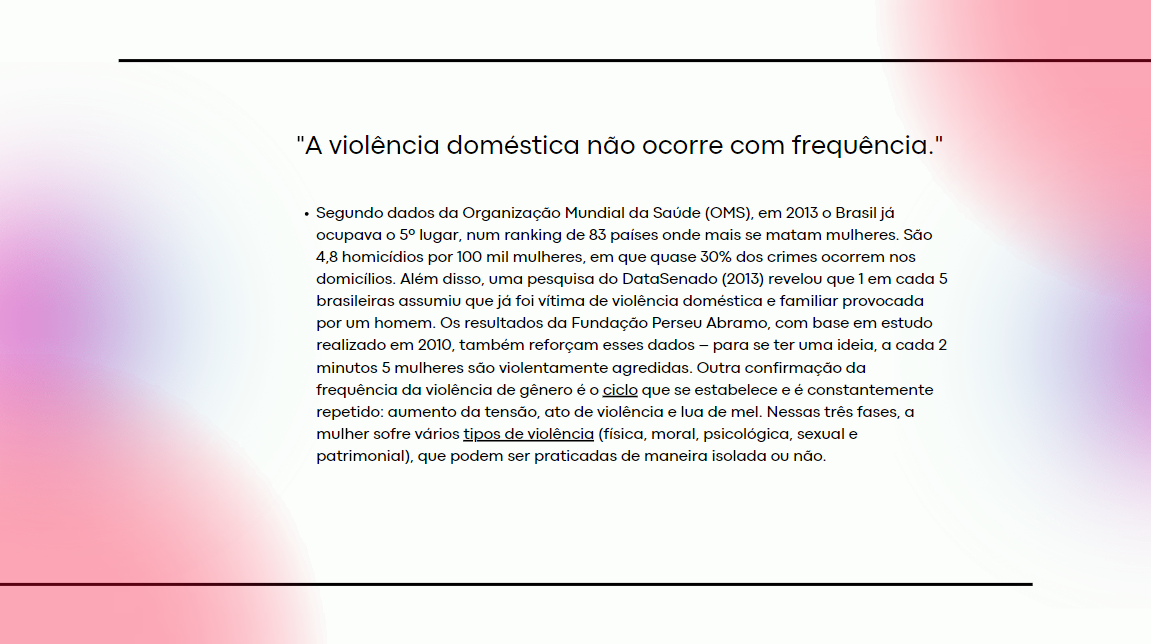 "A violência doméstica não ocorre com frequência."
• Segundo dados da Organização Mundial da Saúde (OMS), em 2013 o Brasil já
ocupava o 5º lugar, num ranking de 83 países onde mais se matam mulheres. São
4,8 homicídios por 100 mil mulheres, em que quase 30% dos crimes ocorrem nos
domicílios. Além disso, uma pesquisa do DataSenado (2013) revelou que 1 em cada 5
brasileiras assumiu que já foi vítima de violência doméstica e familiar provocada
por um homem. Os resultados da Fundação Perseu Abramo, com base em estudo
realizado em 2010, também reforçam esses dados – para se ter uma ideia, a cada 2
minutos 5 mulheres são violentamente agredidas. Outra confirmação da
frequência da violência de gênero é o ciclo que se estabelece e é constantemente
repetido: aumento da tensão, ato de violência e lua de mel. Nessas três fases, a
mulher sofre vários tipos de violência (física, moral, psicológica, sexual e
patrimonial), que podem ser praticadas de maneira isolada ou não.